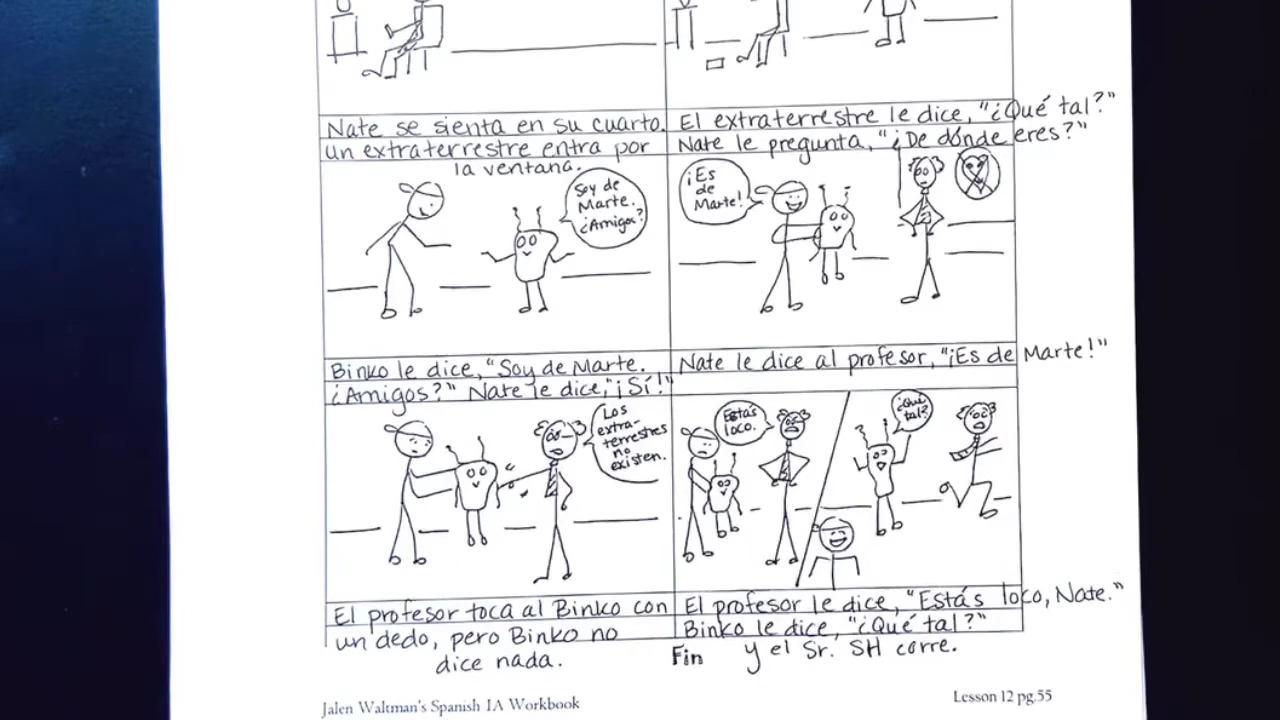 Nate se sienta en su cuarto.
un extraterrestre entra por
la ventana.
El extraterrestre le dice, "¿Qué tal?"
Nate le pregunta, "¿De dónde eres?"
Soy de
Marte.
¿Amigos?
¡Es
de
Marte!
Binko le dice, "Soy de Marte.
¿Amigos?" Nate le dice, "¡Sí!"
Nate le dice al profesor, "¡Es de Marte!"
Los
extra-
terrestres
no
existen.
Estás
loco.
¿Qué
tal?
El profesor toca al Binko con
un dedo, pero Binko no
dice nada.
El profesor le dice, "Estás loco, Nate."
Binko le dice, "¿Qué tal?"
y el Sr. SH corre.
Fin
Jalen Waltman's Spanish 1A Workbook
Lesson 12 pg.55